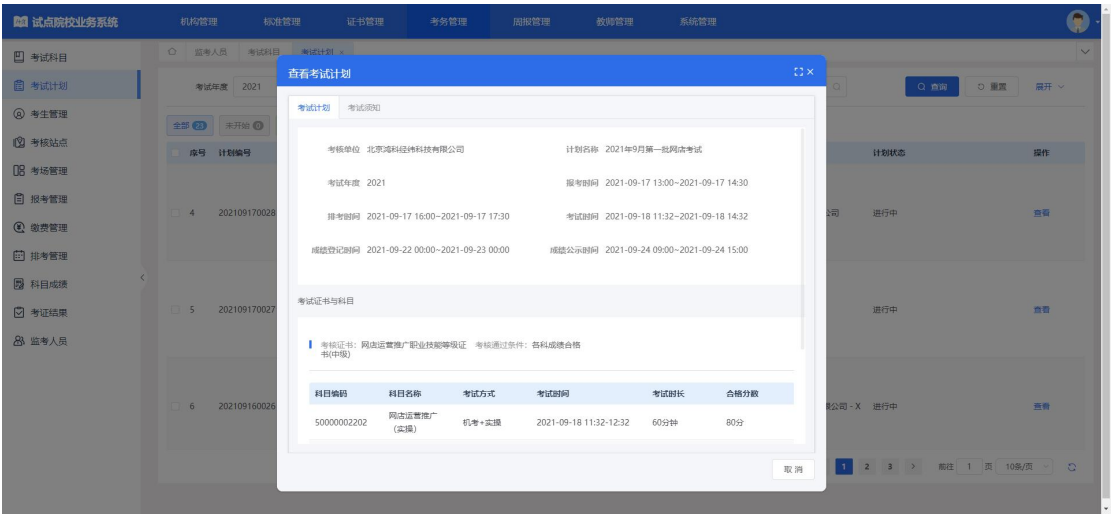 试点院校业务系统
机构管理 标准管理 证书管理 考务管理 周报管理 教师管理 系统管理
考试科目
考试计划
考生管理
考核站点
考场管理
报考管理
缴费管理
排考管理
科目成绩
考证结果
监考人员
监考人员 考试科目 考试计划 ×
考试年度 2021
查询 重置 展开
全部 23 未开始 0
序号 计划编号 计划状态 操作
4 202109170028 公司 进行中 查看
5 202109170027 进行中 查看
6 202109160026 限公司 - X 进行中 查看
1 2 3 > 前往 1 页 10条/页
查看考试计划
考试计划 考试须知
考核单位 北京鸿科经纬科技有限公司 计划名称 2021年9月第一批网店考试
考试年度 2021 报考时间 2021-09-17 13:00~2021-09-17 14:30
排考时间 2021-09-17 16:00~2021-09-17 17:30 考试时间 2021-09-18 11:32~2021-09-18 14:32
成绩登记时间 2021-09-22 00:00~2021-09-23 00:00 成绩公示时间 2021-09-24 09:00~2021-09-24 15:00
考试证书与科目
考核证书: 网店运营推广职业技能等级证 考核通过条件: 各科成绩合格
书(中级)
科目编码 科目名称 考试方式 考试时间 考试时长 合格分数
50000002202 网店运营推广 机考+实操 2021-09-18 11:32-12:32 60分钟 80分
(实操)
取 消